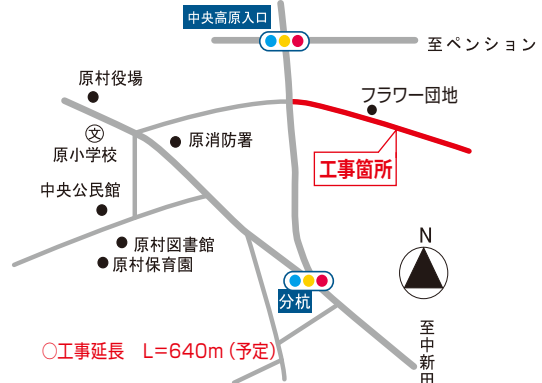 中央高原入口
至ペンション
原村役場
フラワー団地
文
原消防署
原小学校
工事箇所
中央公民館
原村図書館
原村保育園
N
分杭
至中新田
○工事延長　L=640m（予定）